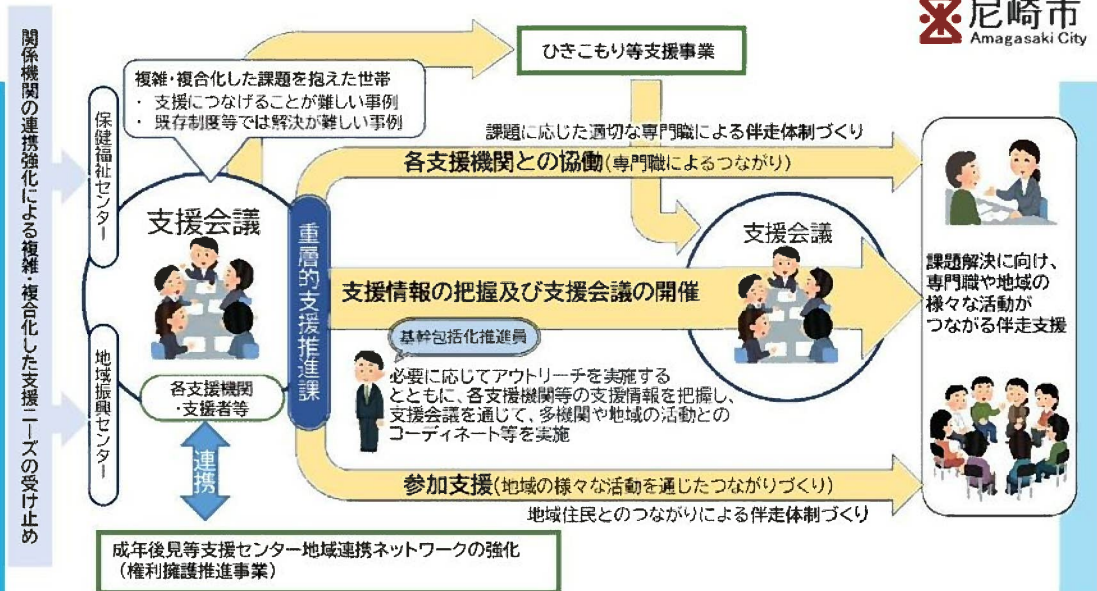 尼崎市
Amagasaki City
関係機関の連携強化による複雑・複合化した支援ニーズの受け止め
保健福祉センター
地域振興センター
複雑・複合化した課題を抱えた世帯
・ 支援につなげることが難しい事例
・ 既存制度等では解決が難しい事例
ひきこもり等支援事業
支援会議
各支援機関
・支援者等
連携
重層的支援推進課
課題に応じた適切な専門職による伴走体制づくり
各支援機関との協働(専門職によるつながり)
支援情報の把握及び支援会議の開催
基幹包括化推進員
必要に応じてアウトリーチを実施する
とともに、各支援機関等の支援情報を把握し、
支援会議を通じて、多機関や地域の活動との
コーディネート等を実施
支援会議
参加支援(地域の様々な活動を通じたつながりづくり)
地域住民とのつながりによる伴走体制づくり
課題解決に向け、
専門職や地域の
様々な活動が
つながる伴走支援
成年後見等支援センター地域連携ネットワークの強化
(権利擁護推進事業)